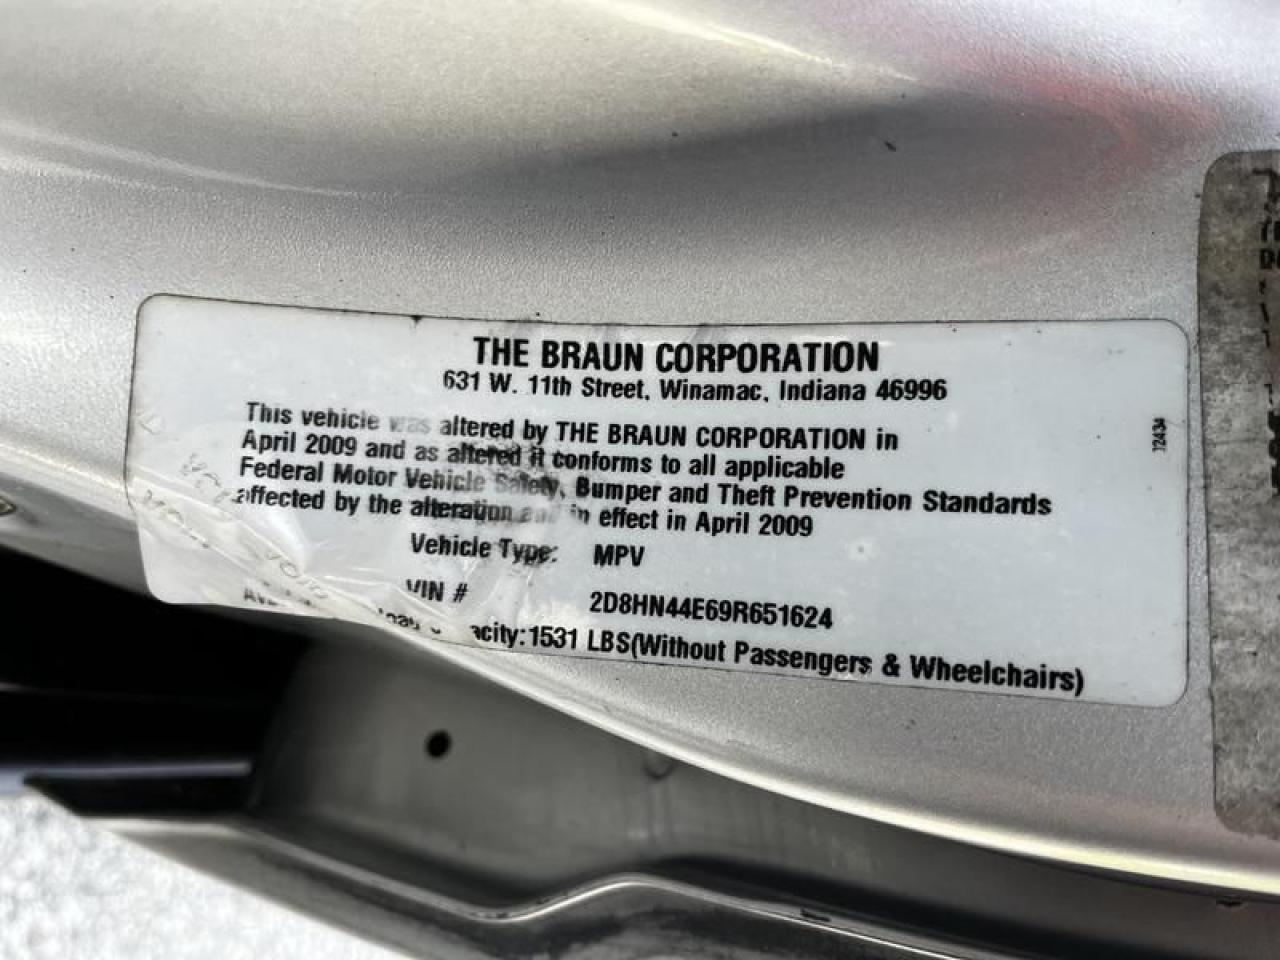 THE BRAUN CORPORATION
631 W. 11th Street, Winamac, Indiana 46996
This vehicle was altered by THE BRAUN CORPORATION in
April 2009 and as altered it conforms to all applicable
Federal Motor Vehicle Safety, Bumper and Theft Prevention Standards
affected by the alteration and in effect in April 2009
Vehicle Type: MPV
VIN # 2D8HN44E69R651624
acity:1531 LBS(Without Passengers & Wheelchairs)
12434